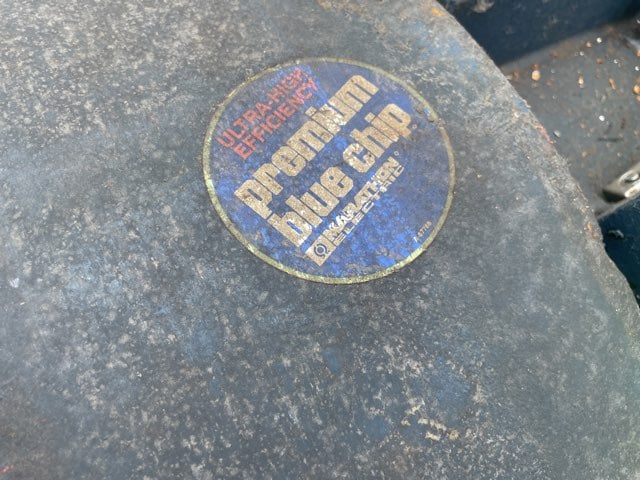 ULTRA-HIGH
EFFICIENCY
premium
blue chip
MARATHON
ELECTRIC